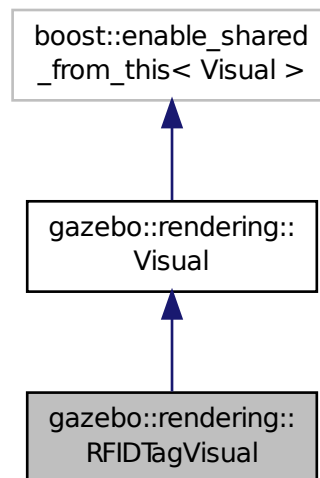 boost::enable_shared
_from_this< Visual >
gazebo::rendering::
Visual
gazebo::rendering::
RFIDTagVisual